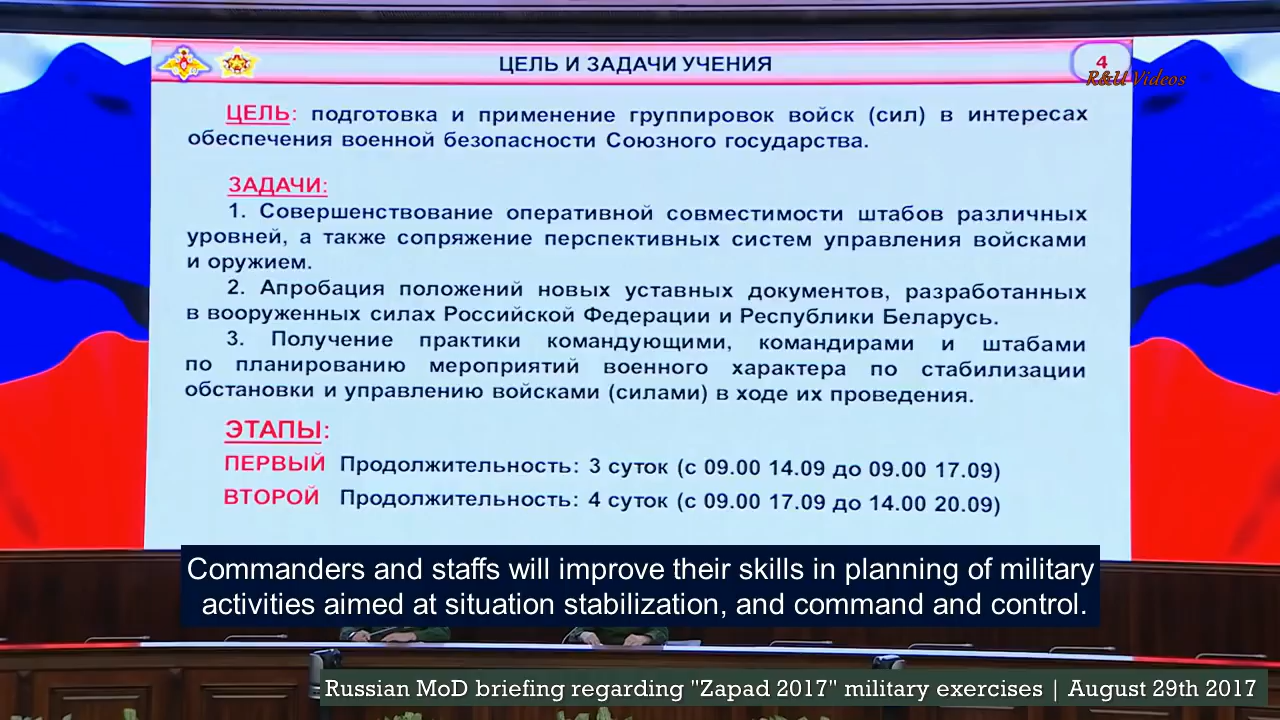 ЦЕЛЬ И ЗАДАЧИ УЧЕНИЯ
4
R&U Videos
ЦЕЛЬ: подготовка и применение группировок войск (сил) в интересах
обеспечения военной безопасности Союзного государства.
ЗАДАЧИ:
1. Совершенствование оперативной совместимости штабов различных
уровней, а также сопряжение перспективных систем управления войсками
и оружием.
2. Апробация положений новых уставных документов, разработанных
в вооруженных силах Российской Федерации и Республики Беларусь.
3. Получение практики командующими, командирами и штабами
по планированию мероприятий военного характера по стабилизации
обстановки и управлению войсками (силами) в ходе их проведения.
ЭТАПЫ:
ПЕРВЫЙ Продолжительность: 3 суток (с 09.00 14.09 до 09.00 17.09)
ВТОРОЙ Продолжительность: 4 суток (с 09.00 17.09 до 14.00 20.09)
Commanders and staffs will improve their skills in planning of military
activities aimed at situation stabilization, and command and control.
Russian MoD briefing regarding "Zapad 2017" military exercises | August 29th 2017